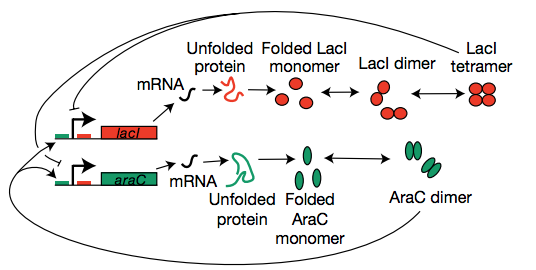 Unfolded
protein
Folded LacI
monomer
LacI dimer
LacI
tetramer
mRNA
lacI
araC
mRNA
Unfolded
protein
Folded
AraC
monomer
AraC dimer